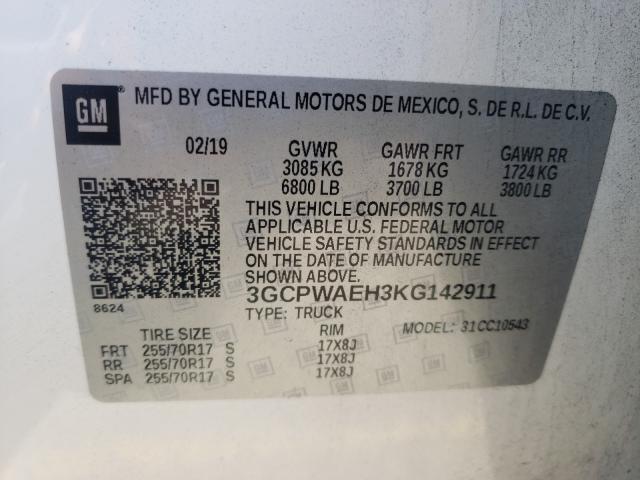 GM MFD BY GENERAL MOTORS DE MEXICO, S. DE R.L. DE C.V.
02/19 GVWR GAWR FRT GAWR RR
3085 KG 1678 KG 1724 KG
6800 LB 3700 LB 3800 LB
THIS VEHICLE CONFORMS TO ALL
APPLICABLE U.S. FEDERAL MOTOR
VEHICLE SAFETY STANDARDS IN EFFECT
ON THE DATE OF MANUFACTURE
SHOWN ABOVE.
3GCPWAEH3KG142911
8624
TYPE: TRUCK
TIRE SIZE RIM MODEL: 31CC10543
FRT 255/70R17 S 17X8J
RR 255/70R17 S 17X8J
SPA 255/70R17 S 17X8J